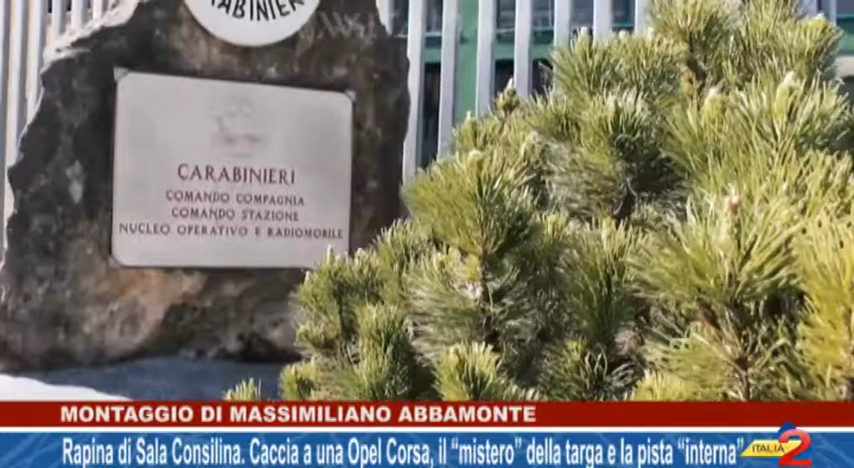 CARABINIERI
CARABINIERI
COMANDO COMPAGNIA
COMANDO STAZIONE
NUCLEO OPERATIVO E RADIOMOBILE
MONTAGGIO DI MASSIMILIANO ABBAMONTE
Rapina di Sala Consilina. Caccia a una Opel Corsa, il “mistero” della targa e la pista “interna”
ITALIA 2